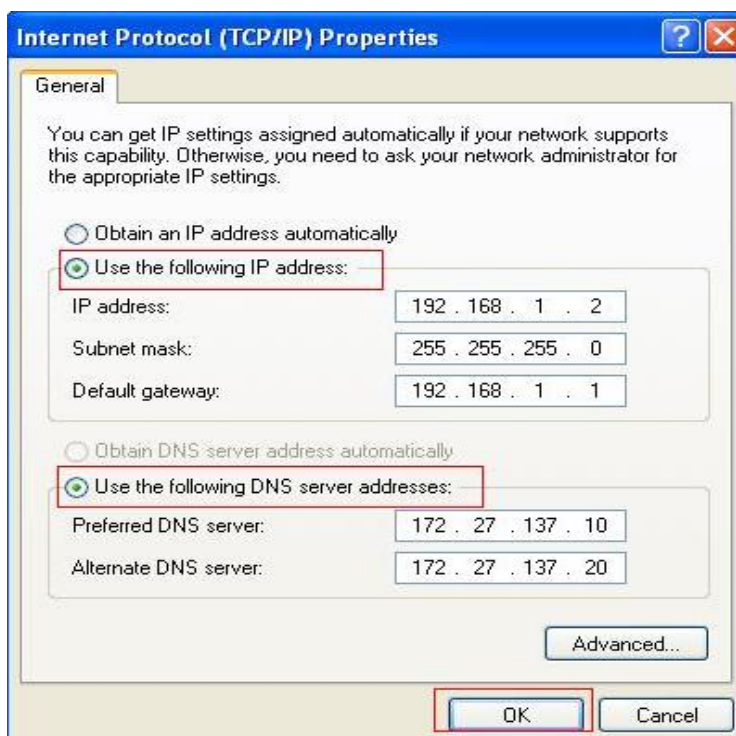 Internet Protocol (TCP/IP) Properties
General
You can get IP settings assigned automatically if your network supports
this capability. Otherwise, you need to ask your network administrator for
the appropriate IP settings.
Obtain an IP address automatically
Use the following IP address:
IP address: 192 . 168 . 1 . 2
Subnet mask: 255 . 255 . 255 . 0
Default gateway: 192 . 168 . 1 . 1
Obtain DNS server address automatically
Use the following DNS server addresses:
Preferred DNS server: 172 . 27 . 137 . 10
Alternate DNS server: 172 . 27 . 137 . 20
Advanced...
OK Cancel